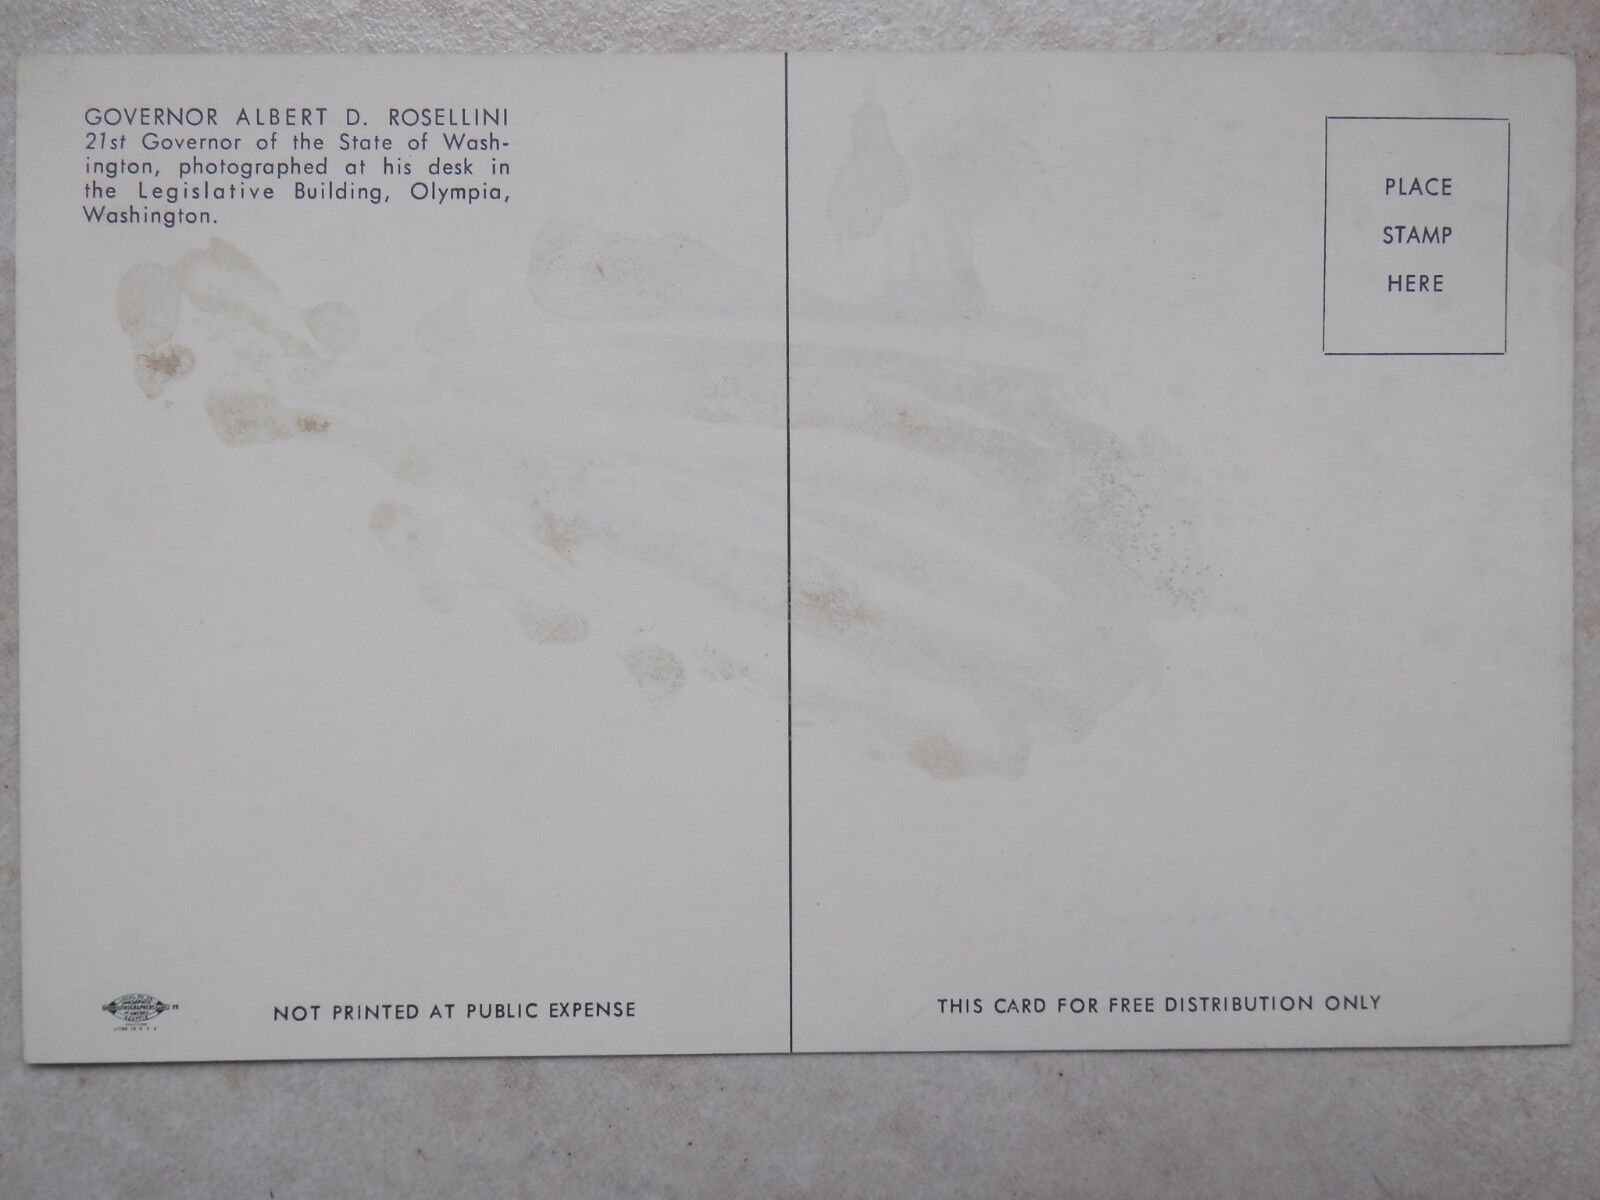 GOVERNOR ALBERT D. ROSELLINI
21st Governor of the State of Wash-
ington, photographed at his desk in
the Legislative Building, Olympia,
Washington.
PLACE
STAMP
HERE
LITHOGRAPHERS
NOT PRINTED AT PUBLIC EXPENSE
THIS CARD FOR FREE DISTRIBUTION ONLY